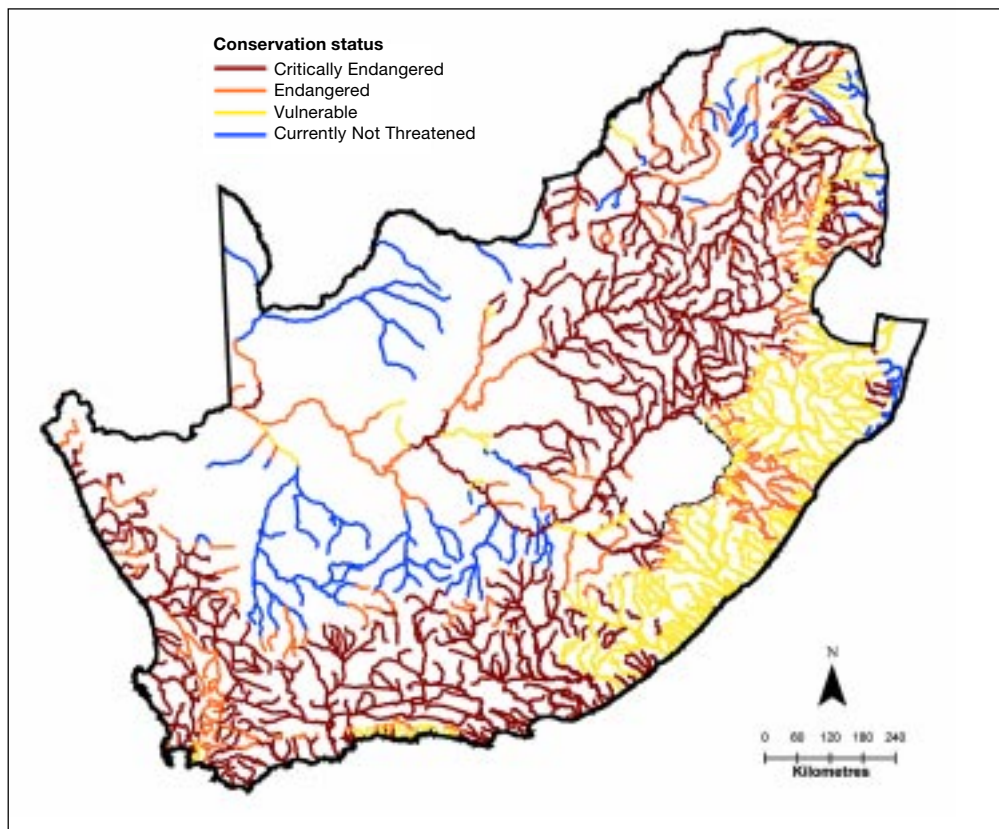 Conservation status
Critically Endangered
Endangered
Vulnerable
Currently Not Threatened
N
0 60 120 180 240
Kilometres